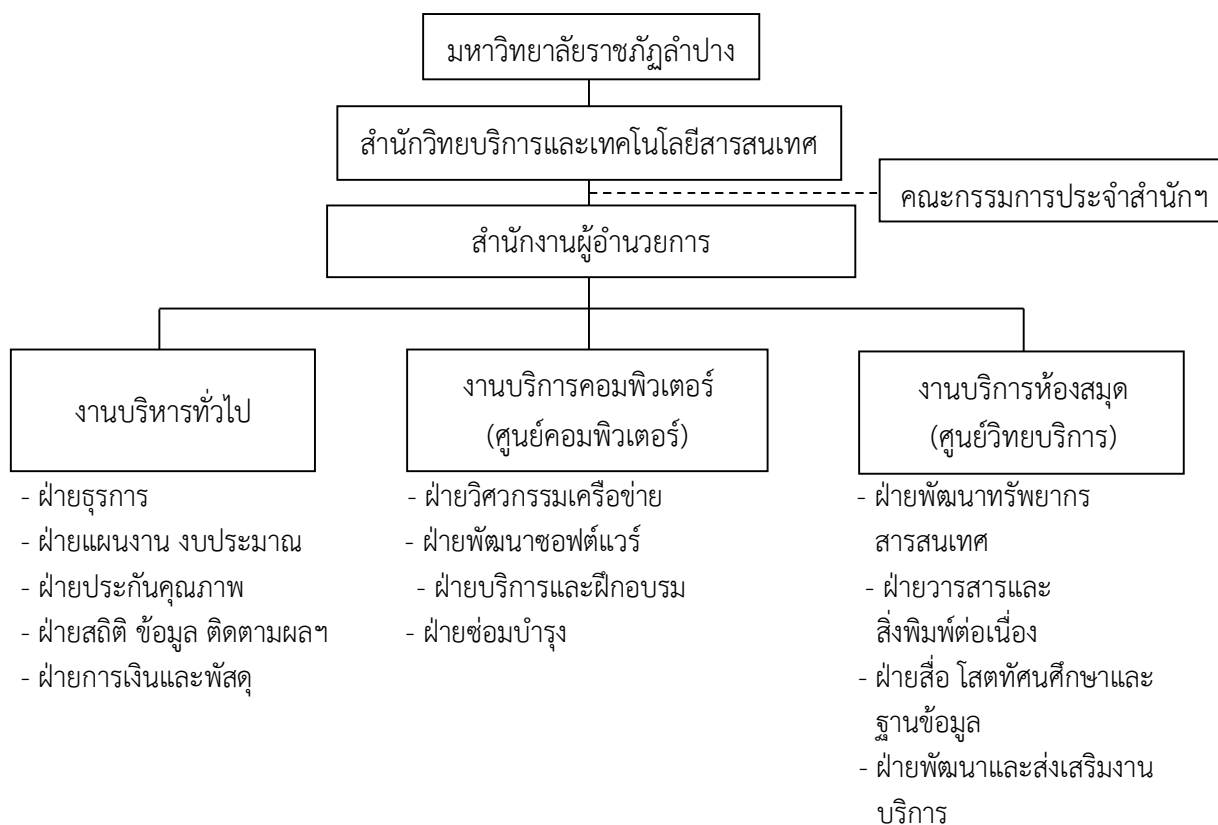 มหาวิทยาลัยราชภัฏลำปาง
สำนักวิทยบริการและเทคโนโลยีสารสนเทศ
คณะกรรมการประจำสำนักฯ
สำนักงานผู้อำนวยการ
งานบริหารทั่วไป
- ฝ่ายธุรการ
- ฝ่ายแผนงาน งบประมาณ
- ฝ่ายประกันคุณภาพ
- ฝ่ายสถิติ ข้อมูล ติดตามผลฯ
- ฝ่ายการเงินและพัสดุ
งานบริการคอมพิวเตอร์
(ศูนย์คอมพิวเตอร์)
- ฝ่ายวิศวกรรมเครือข่าย
- ฝ่ายพัฒนาซอฟต์แวร์
- ฝ่ายบริการและฝึกอบรม
- ฝ่ายซ่อมบำรุง
งานบริการห้องสมุด
(ศูนย์วิทยบริการ)
- ฝ่ายพัฒนาทรัพยากร
สารสนเทศ
- ฝ่ายวารสารและ
สิ่งพิมพ์ต่อเนื่อง
- ฝ่ายสื่อ โสตทัศนศึกษาและ
ฐานข้อมูล
- ฝ่ายพัฒนาและส่งเสริมงาน
บริการ